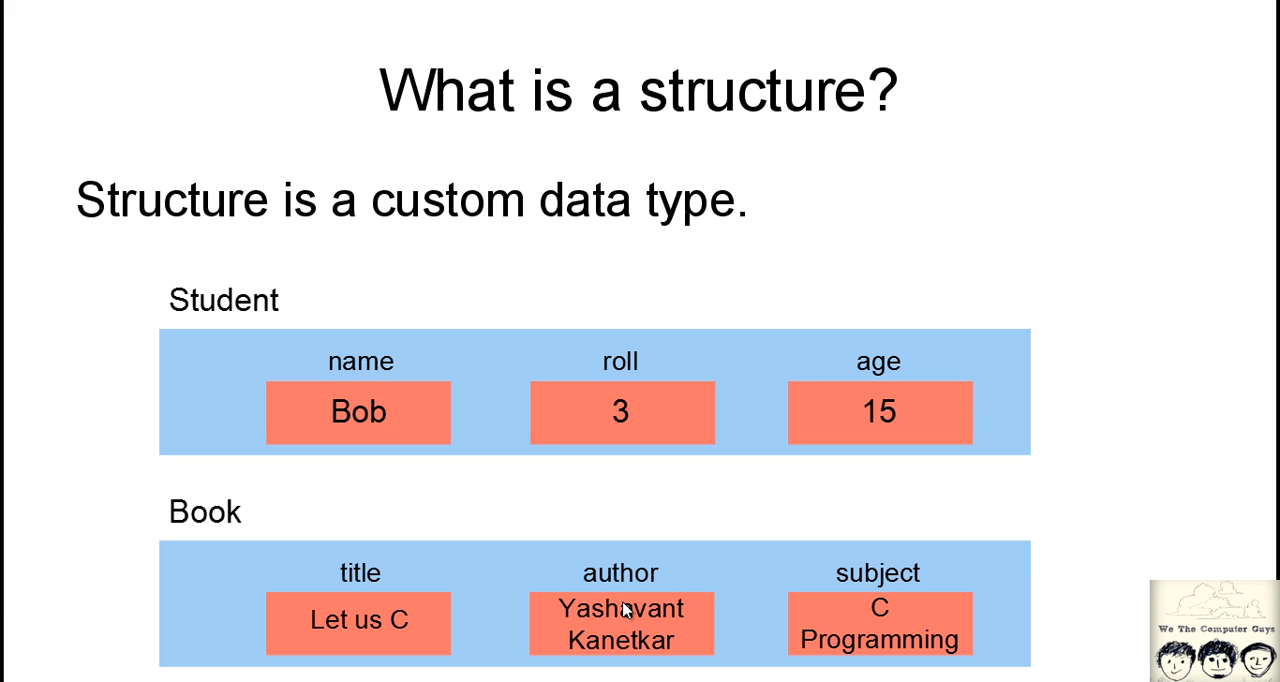 What is a structure?
Structure is a custom data type.
Student
name roll age
Bob 3 15
Book
title author subject
Let us C
Yashavant
Kanetkar
C
Programming
We The Computer Guys